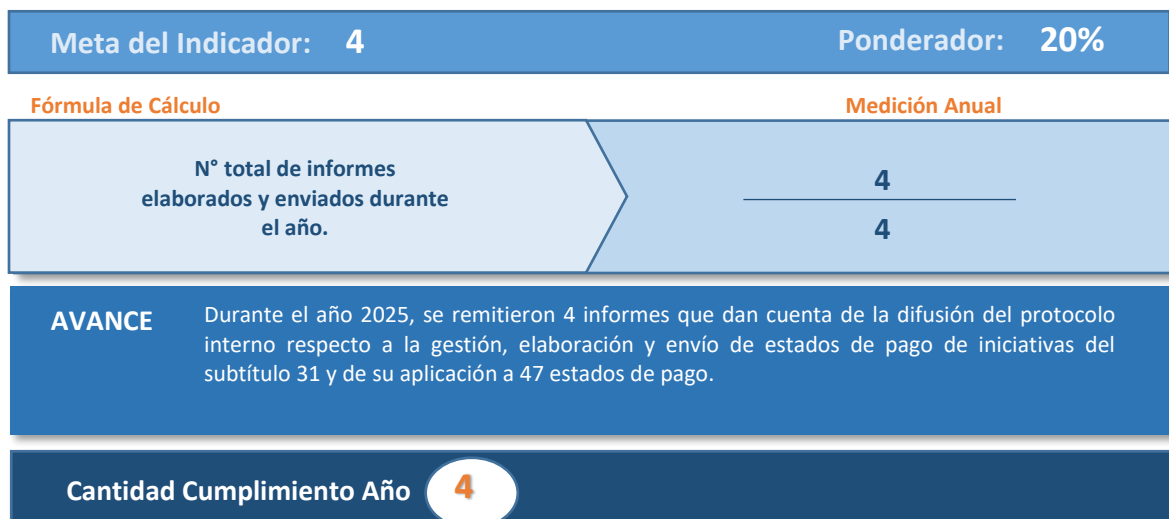 Meta del Indicador: 4 Ponderador: 20%
Fórmula de Cálculo Medición Anual
N° total de informes
elaborados y enviados durante
el año.
4
4
AVANCE Durante el año 2025, se remitieron 4 informes que dan cuenta de la difusión del protocolo
interno respecto a la gestión, elaboración y envío de estados de pago de iniciativas del
subtítulo 31 y de su aplicación a 47 estados de pago.
Cantidad Cumplimiento Año 4